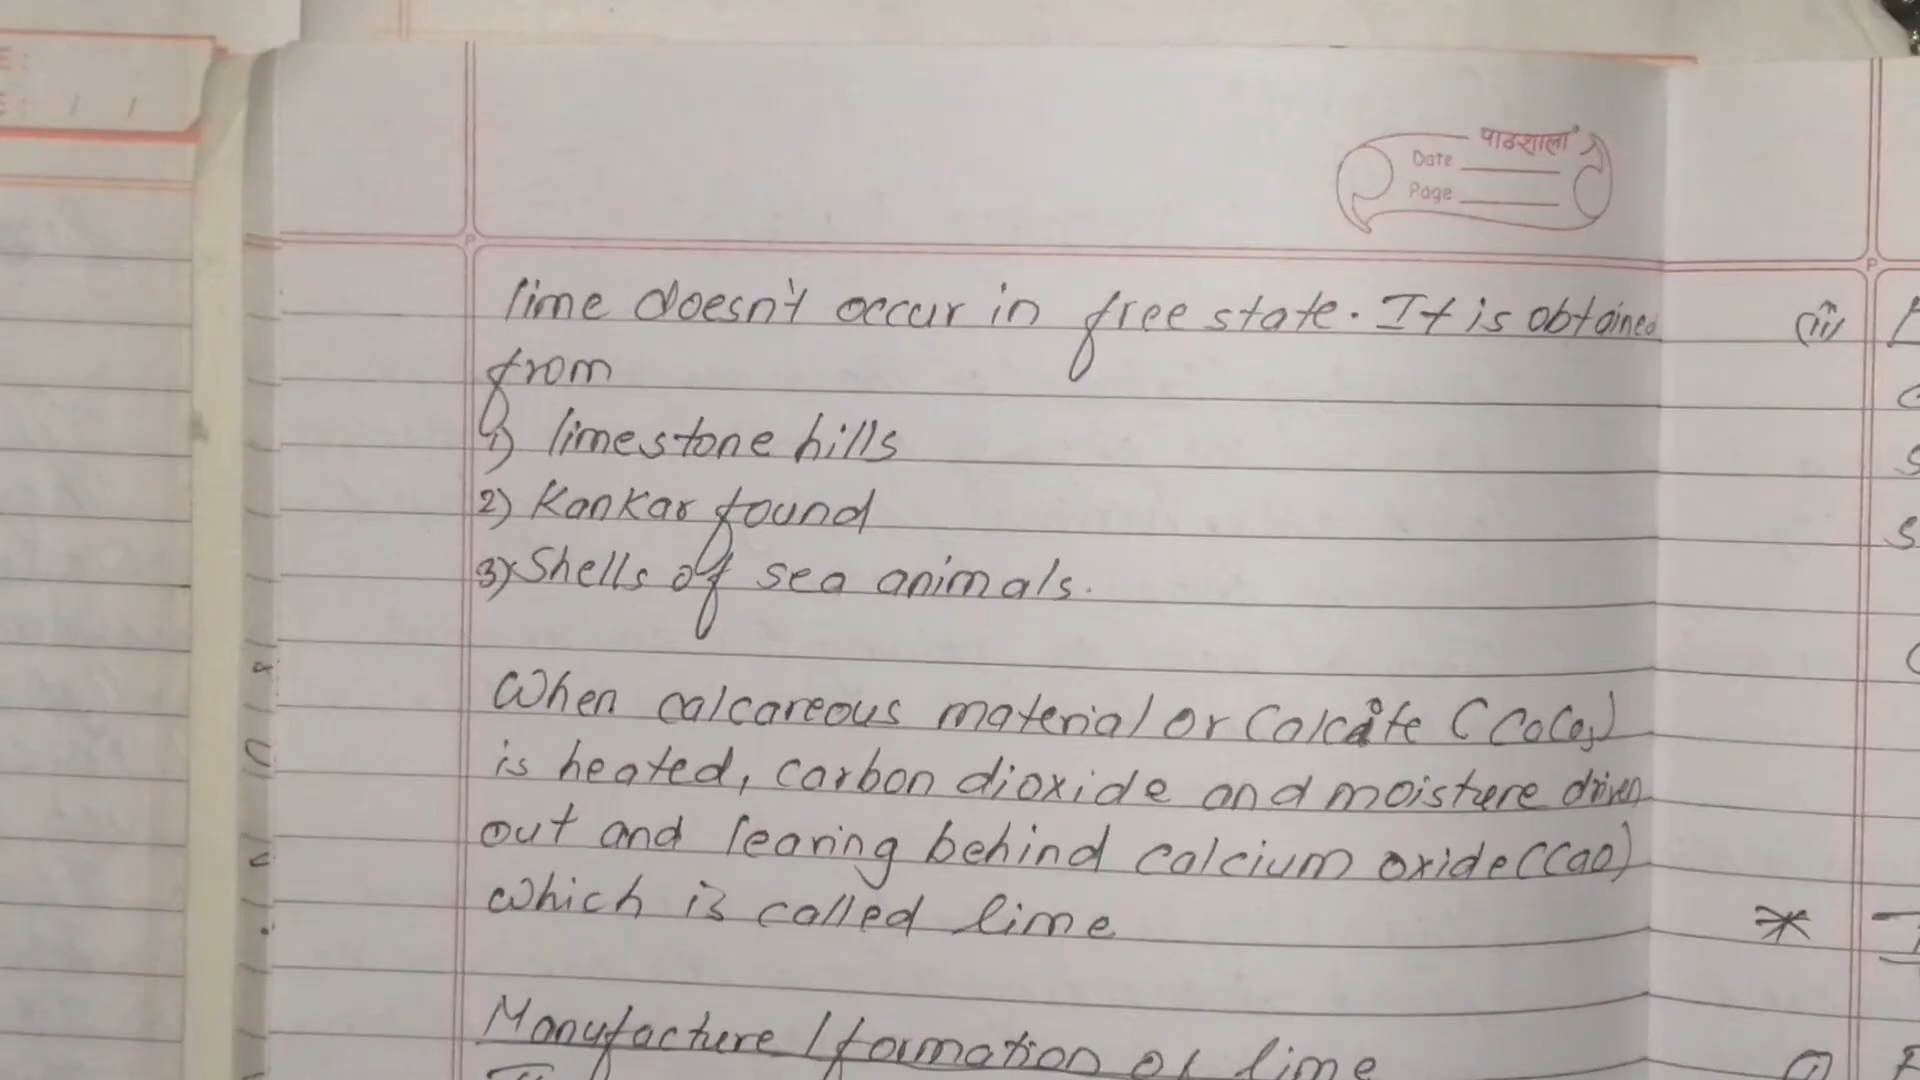 पाठशाला
Date
Page
lime doesn't occur in free state. It is obtained
from
1) limestone hills
2) Kankar found
3) Shells of sea animals.
When calcareous material or Calcite (CaCo3)
is heated, carbon dioxide and moisture driven
out and learing behind calcium oxide (Cao)
which is called lime
Manufacture / formation of lime
(ii)
*